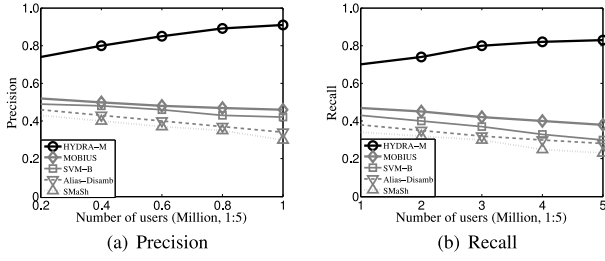 1
0.8
0.6
0.4
0.2
0
Precision
HYDRA−M
MOBIUS
SVM−B
Alias−Disamb
SMaSh
0.2 0.4 0.6 0.8 1
Number of users (Million, 1:5)
(a) Precision
1
0.8
0.6
0.4
0.2
0
Recall
HYDRA−M
MOBIUS
SVM−B
Alias−Disamb
SMaSh
1 2 3 4 5
Number of users (Million, 1:5)
(b) Recall